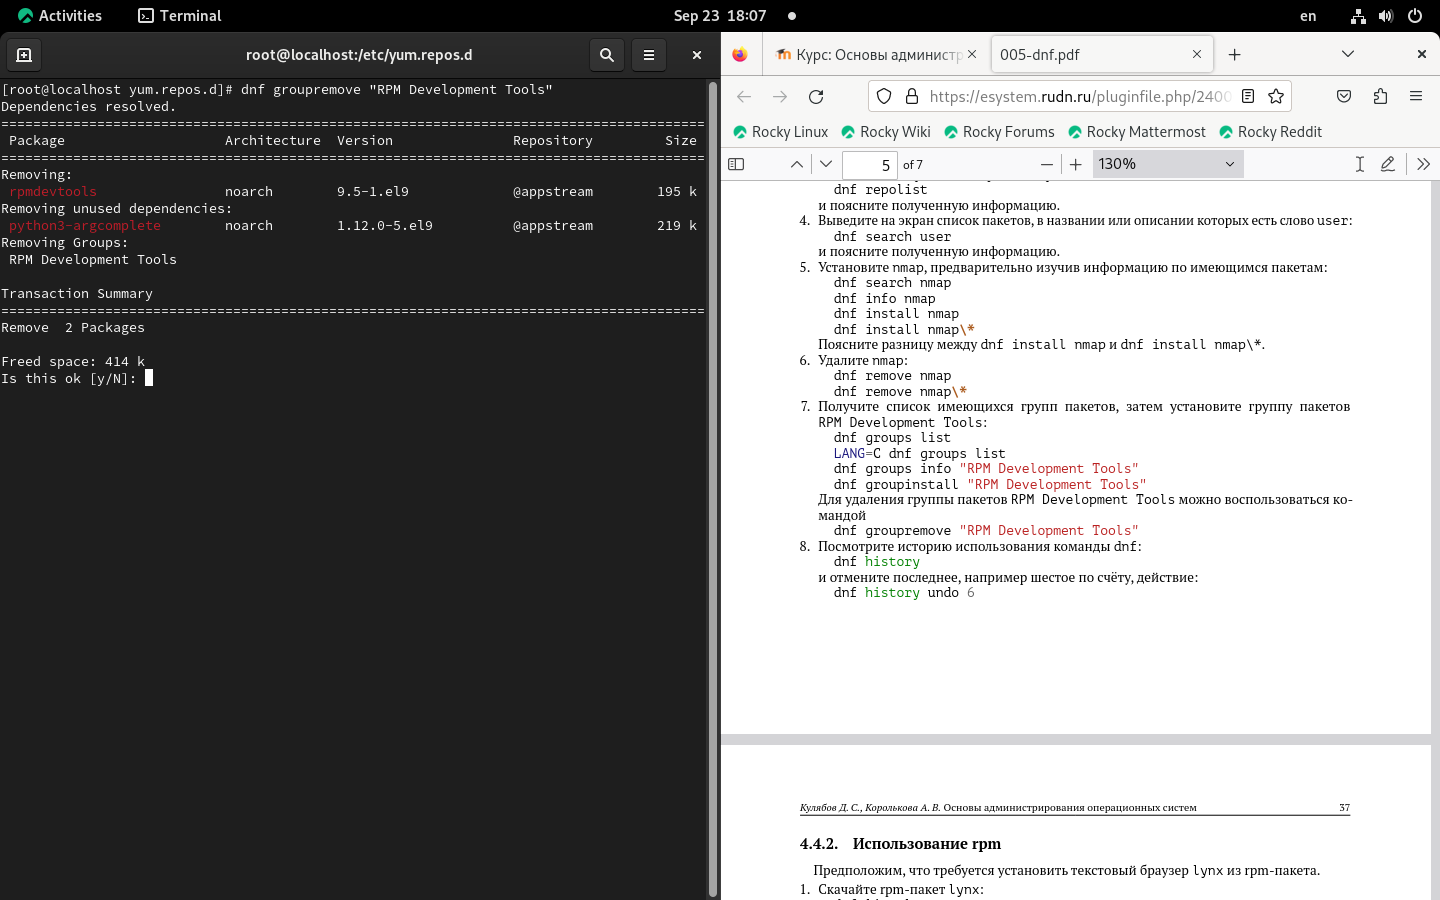 Activities Terminal Sep 23 18:07 en
root@localhost:/etc/yum.repos.d
[root@localhost yum.repos.d]# dnf groupremove "RPM Development Tools"
Dependencies resolved.
================================================================================
Package Architecture Version Repository Size
================================================================================
Removing:
rpmdevtools noarch 9.5-1.el9 @appstream 195 k
Removing unused dependencies:
python3-argcomplete noarch 1.12.0-5.el9 @appstream 219 k
Removing Groups:
RPM Development Tools
Transaction Summary
================================================================================
Remove 2 Packages
Freed space: 414 k
Is this ok [y/N]:
Курс: Основы администр 005-dnf.pdf
https://esystem.rudn.ru/pluginfile.php/2400
Rocky Linux Rocky Wiki Rocky Forums Rocky Mattermost Rocky Reddit
5 of 7 130%
dnf repolist
и поясните полученную информацию.
4. Выведите на экран список пакетов, в названии или описании которых есть слово user:
dnf search user
и поясните полученную информацию.
5. Установите nmap, предварительно изучив информацию по имеющимся пакетам:
dnf search nmap
dnf info nmap
dnf install nmap
dnf install nmap\*
Поясните разницу между dnf install nmap и dnf install nmap\*.
6. Удалите nmap:
dnf remove nmap
dnf remove nmap\*
7. Получите список имеющихся групп пакетов, затем установите группу пакетов
RPM Development Tools:
dnf groups list
LANG=C dnf groups list
dnf groups info "RPM Development Tools"
dnf groupinstall "RPM Development Tools"
Для удаления группы пакетов RPM Development Tools можно воспользоваться ко-
мандой
dnf groupremove "RPM Development Tools"
8. Посмотрите историю использования команды dnf:
dnf history
и отмените последнее, например шестое по счёту, действие:
dnf history undo 6
Кулябов Д. С., Королькова А. В. Основы администрирования операционных систем 37
4.4.2. Использование rpm
Предположим, что требуется установить текстовый браузер lynx из rpm-пакета.
1. Скачайте rpm-пакет lynx: